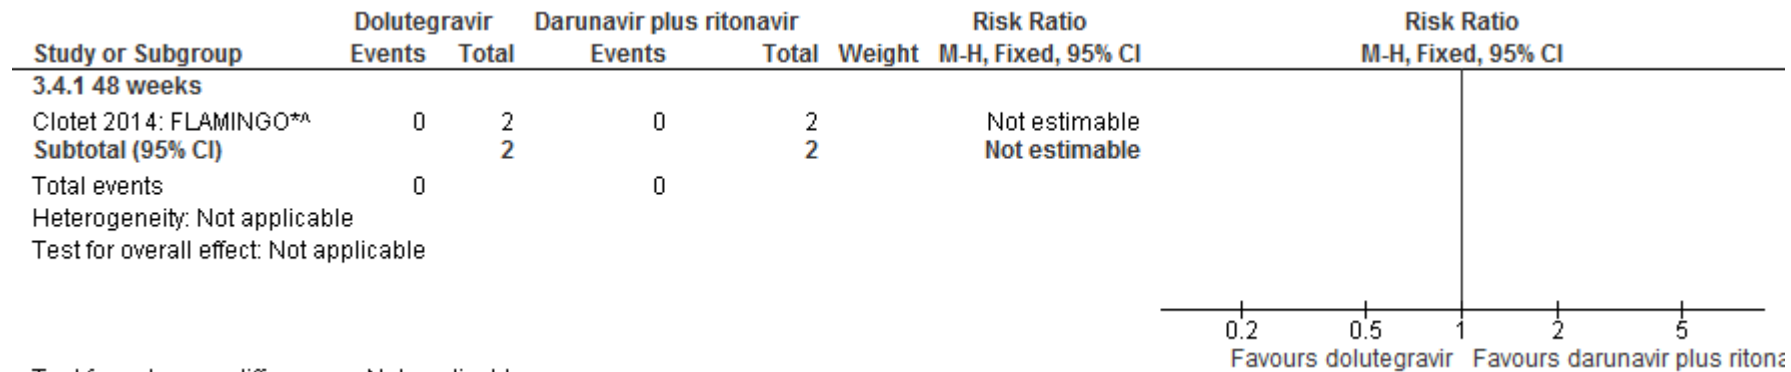 Dolutegravir Darunavir plus ritonavir Risk Ratio Risk Ratio
Study or Subgroup Events Total Events Total Weight M-H, Fixed, 95% CI M-H, Fixed, 95% CI
3.4.1 48 weeks
Clotet 2014: FLAMINGO*^ 0 2 0 2 Not estimable
Subtotal (95% CI) 2 2 Not estimable
Total events 0 0
Heterogeneity: Not applicable
Test for overall effect: Not applicable
0.2 0.5 1 2 5
Favours dolutegravir Favours darunavir plus ritona